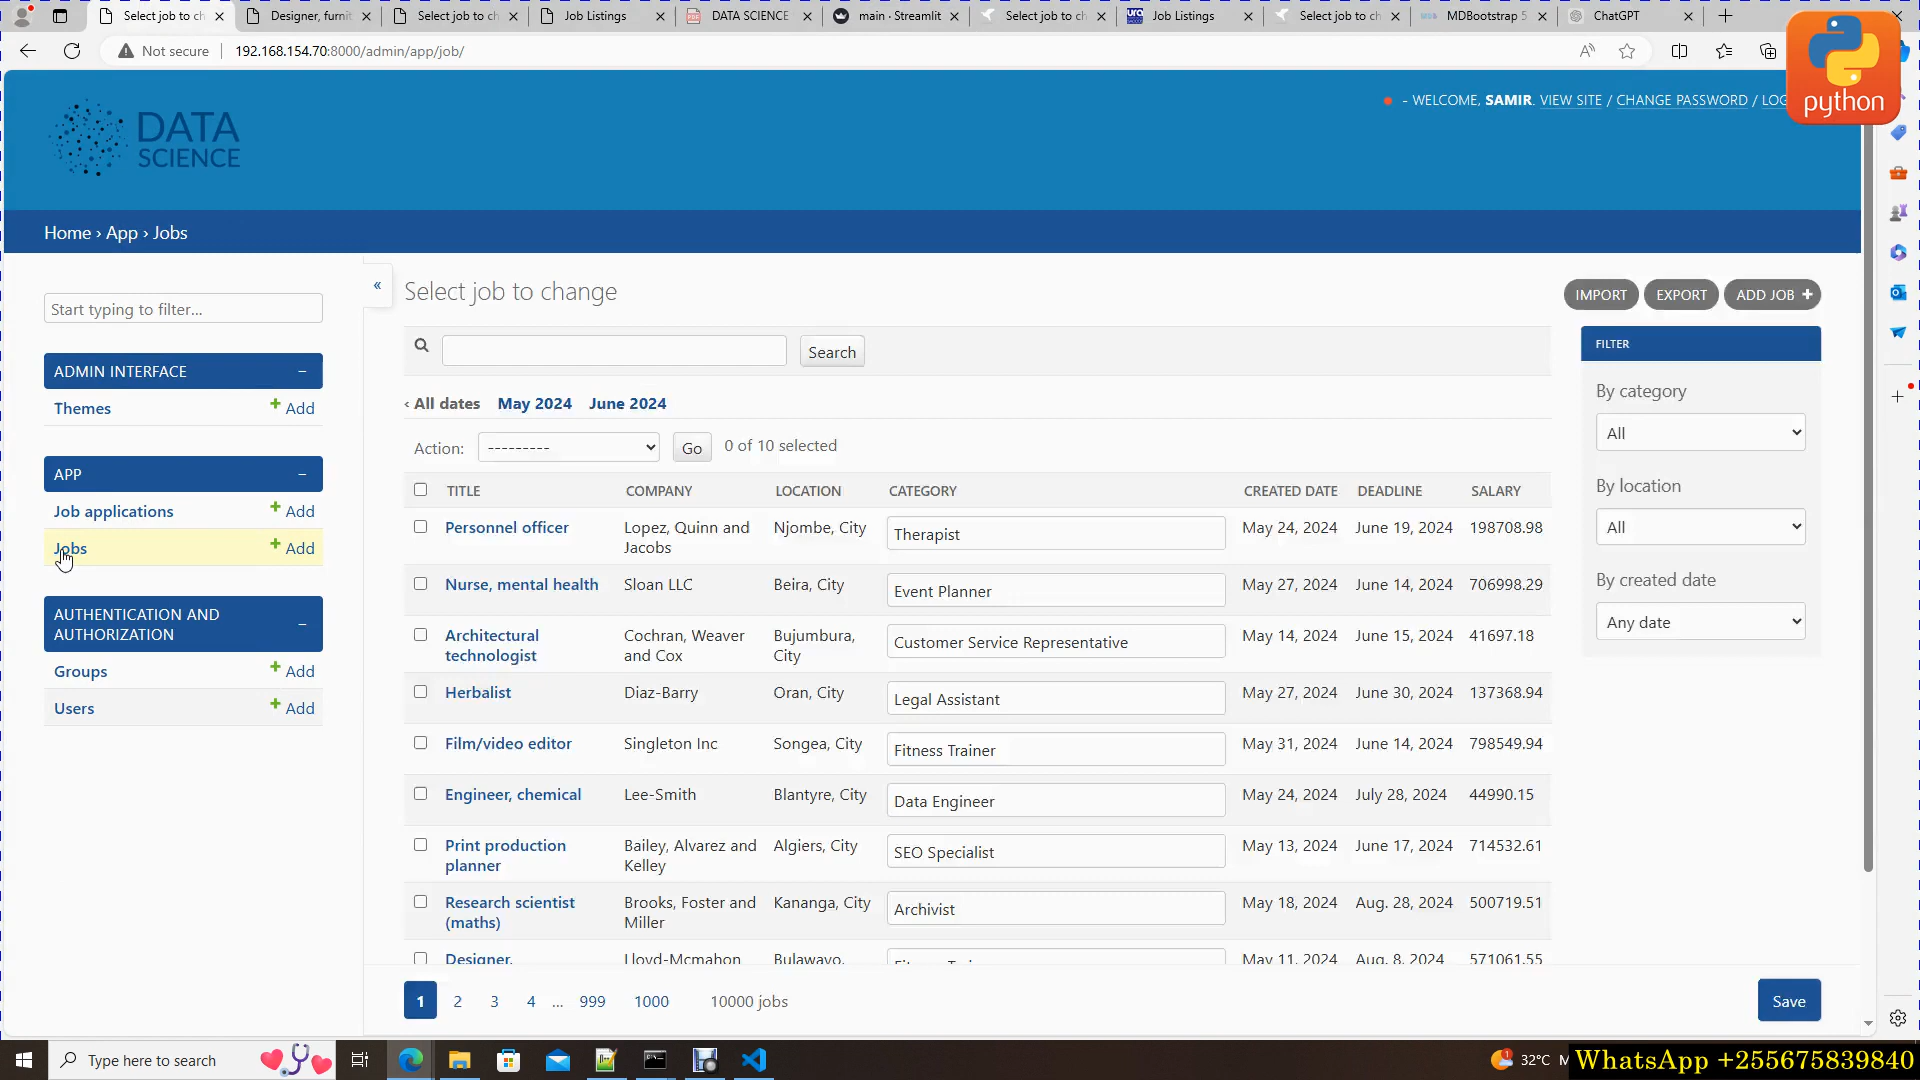 Select job to ch
Designer, furnit
Select job to ch
Job Listings
DATA SCIENCE
main · Streamlit
Select job to ch
Job Listings
Select job to ch
MDBootstrap 5
ChatGPT
Not secure
192.168.154.70:8000/admin/app/job/
python
DATA
SCIENCE
- WELCOME, SAMIR. VIEW SITE / CHANGE PASSWORD / LOG
Home › App › Jobs
Start typing to filter...
ADMIN INTERFACE
Themes
+ Add
APP
Job applications
+ Add
Jobs
+ Add
AUTHENTICATION AND
AUTHORIZATION
Groups
+ Add
Users
+ Add
«
Select job to change
IMPORT
EXPORT
ADD JOB +
Search
‹ All dates May 2024 June 2024
Action: --------- Go 0 of 10 selected
TITLE COMPANY LOCATION CATEGORY CREATED DATE DEADLINE SALARY
Personnel officer Lopez, Quinn and Jacobs Njombe, City Therapist May 24, 2024 June 19, 2024 198708.98
Nurse, mental health Sloan LLC Beira, City Event Planner May 27, 2024 June 14, 2024 706998.29
Architectural technologist Cochran, Weaver and Cox Bujumbura, City Customer Service Representative May 14, 2024 June 15, 2024 41697.18
Herbalist Diaz-Barry Oran, City Legal Assistant May 27, 2024 June 30, 2024 137368.94
Film/video editor Singleton Inc Songea, City Fitness Trainer May 31, 2024 June 14, 2024 798549.94
Engineer, chemical Lee-Smith Blantyre, City Data Engineer May 24, 2024 July 28, 2024 44990.15
Print production planner Bailey, Alvarez and Kelley Algiers, City SEO Specialist May 13, 2024 June 17, 2024 714532.61
Research scientist (maths) Brooks, Foster and Miller Kananga, City Archivist May 18, 2024 Aug. 28, 2024 500719.51
Designer, Lloyd-Mcmahon Bulawayo, May 11, 2024 Aug. 8, 2024 571061.55
FILTER
By category
All
By location
All
By created date
Any date
1 2 3 4 ... 999 1000 10000 jobs
Save
Type here to search
32°C
WhatsApp +255675839840